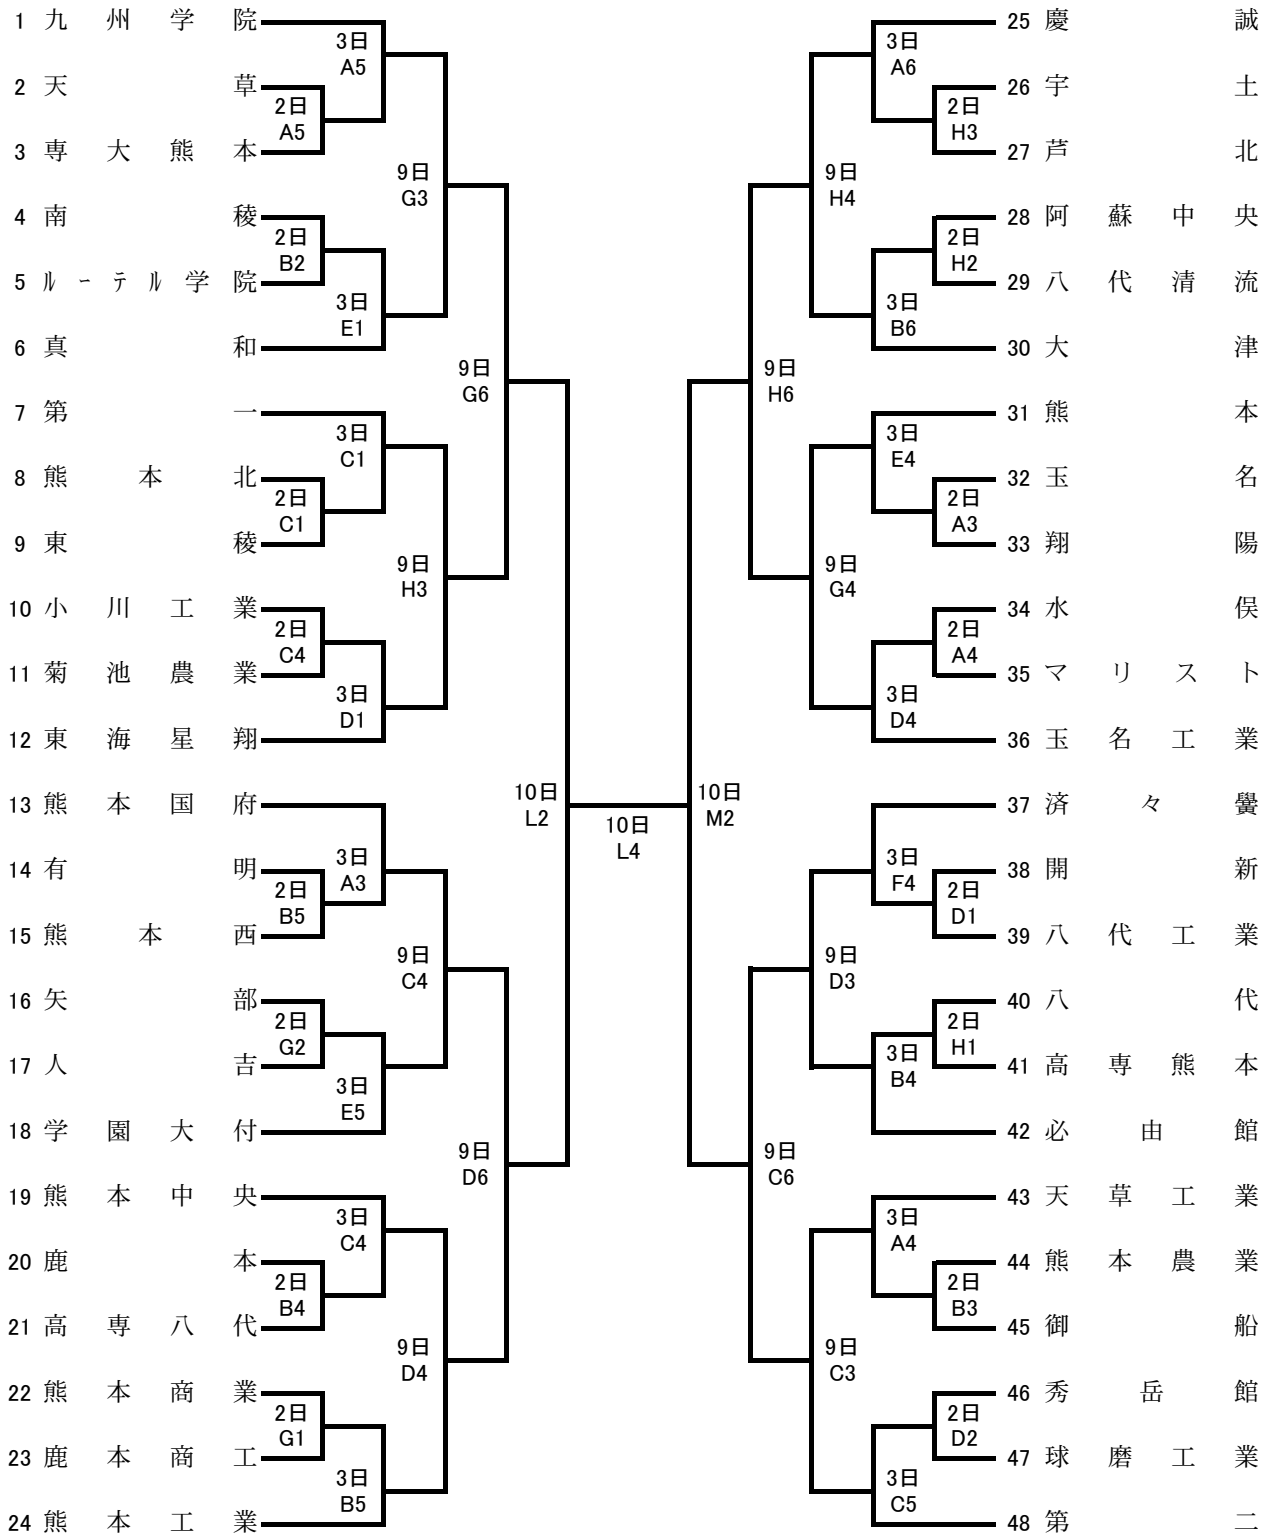 1 九州学院
2 天草
3 専大熊本
4 南稜
5 ﾙｰﾃﾙ学院
6 真和
7 第一
8 熊本北
9 東稜
10 小川工業
11 菊池農業
12 東海星翔
13 熊本国府
14 有明
15 熊本西
16 矢部
17 人吉
18 学園大付
19 熊本中央
20 鹿本
21 高専八代
22 熊本商業
23 鹿本商工
24 熊本工業
2日
A5
2日
B2
2日
C1
2日
C4
2日
B5
2日
G2
2日
B4
2日
G1
3日
A5
3日
E1
3日
C1
3日
D1
3日
A3
3日
E5
3日
C4
3日
B5
9日
G3
9日
H3
9日
C4
9日
D4
9日
G6
9日
D6
10日
L2
10日
L4
10日
M2
9日
H6
9日
C6
9日
H4
9日
G4
9日
D3
9日
C3
3日
A6
3日
B6
3日
E4
3日
D4
3日
F4
3日
B4
3日
A4
3日
C5
2日
H3
2日
H2
2日
A3
2日
A4
2日
D1
2日
H1
2日
B3
2日
D2
25 慶誠
26 宇土
27 芦北
28 阿蘇中央
29 八代清流
30 大津
31 熊本
32 玉名
33 翔陽
34 水俣
35 マリスト
36 玉名工業
37 済々黌
38 開新
39 八代工業
40 八代
41 高専熊本
42 必由館
43 天草工業
44 熊本農業
45 御船
46 秀岳館
47 球磨工業
48 第二